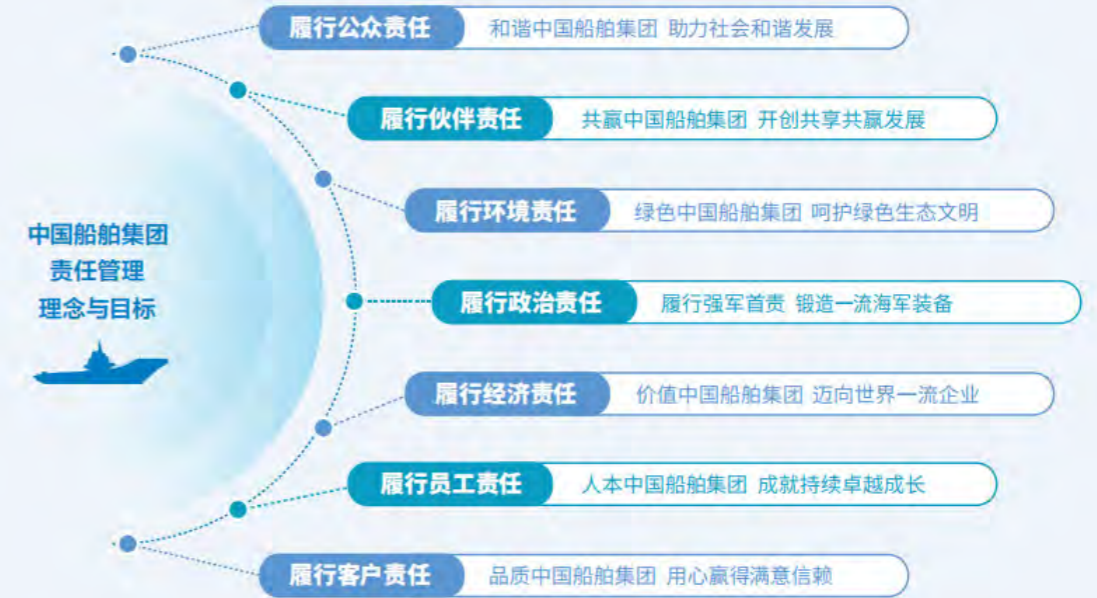 履行公众责任 和谐中国船舶集团 助力社会和谐发展
履行伙伴责任 共赢中国船舶集团 开创共享共赢发展
履行环境责任 绿色中国船舶集团 呵护绿色生态文明
中国船舶集团
责任管理
理念与目标
履行政治责任 履行强军首责 锻造一流海军装备
履行经济责任 价值中国船舶集团 迈向世界一流企业
履行员工责任 人本中国船舶集团 成就持续卓越成长
履行客户责任 品质中国船舶集团 用心赢得满意信赖